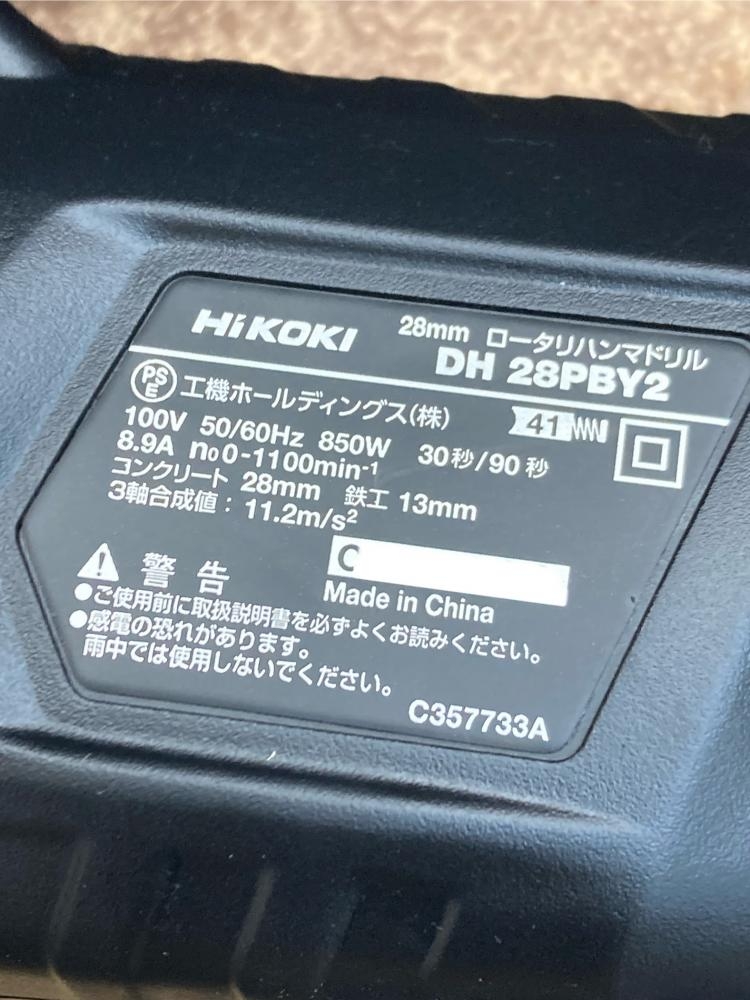 HiKOKI
28mm ロータリハンマドリル
DH 28PBY2
PSE 工機ホールディングス(株)
41
100V 50/60Hz 850W 30秒/90秒
8.9A n₀0-1100min⁻¹
コンクリート 28mm 鉄工 13mm
3軸合成値：11.2m/s²
C
警告
Made in China
●ご使用前に取扱説明書を必ずよくお読みください。
●感電の恐れがあります。
雨中では使用しないでください。
C357733A